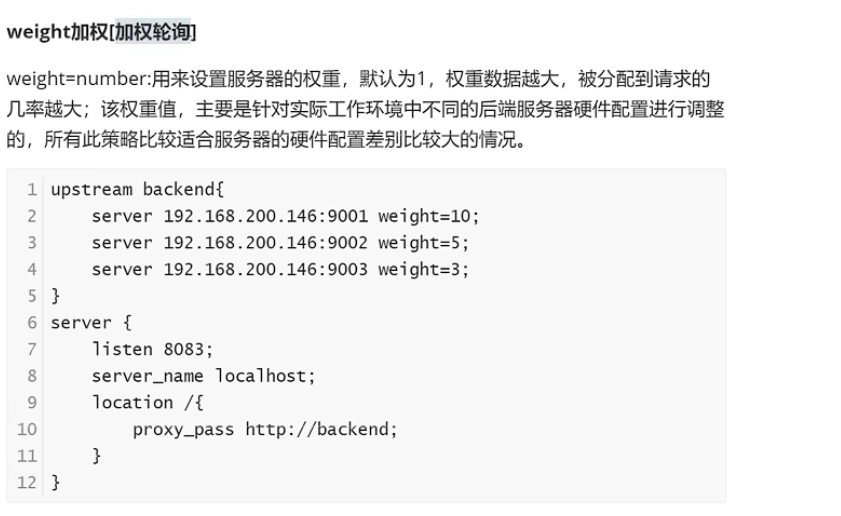 weight加权[加权轮询]
weight=number:用来设置服务器的权重，默认为1，权重数据越大，被分配到请求的
几率越大；该权重值，主要是针对实际工作环境中不同的后端服务器硬件配置进行调整
的，所有此策略比较适合服务器的硬件配置差别比较大的情况。
1 upstream backend{
2     server 192.168.200.146:9001 weight=10;
3     server 192.168.200.146:9002 weight=5;
4     server 192.168.200.146:9003 weight=3;
5 }
6 server {
7     listen 8083;
8     server_name localhost;
9     location /{
10         proxy_pass http://backend;
11     }
12 }